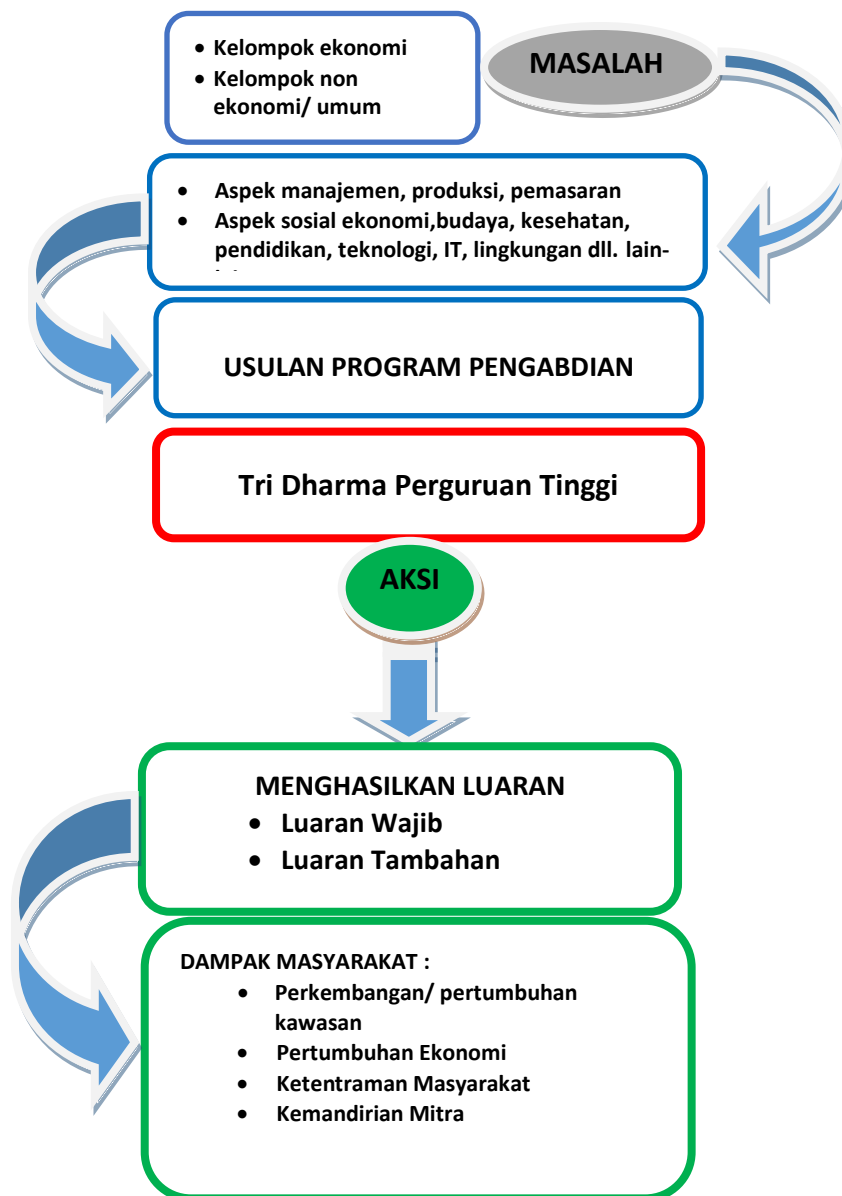 • Kelompok ekonomi
• Kelompok non
ekonomi/ umum
MASALAH
• Aspek manajemen, produksi, pemasaran
• Aspek sosial ekonomi,budaya, kesehatan,
pendidikan, teknologi, IT, lingkungan dll. lain-
USULAN PROGRAM PENGABDIAN
Tri Dharma Perguruan Tinggi
AKSI
MENGHASILKAN LUARAN
• Luaran Wajib
• Luaran Tambahan
DAMPAK MASYARAKAT :
• Perkembangan/ pertumbuhan
kawasan
• Pertumbuhan Ekonomi
• Ketentraman Masyarakat
• Kemandirian Mitra